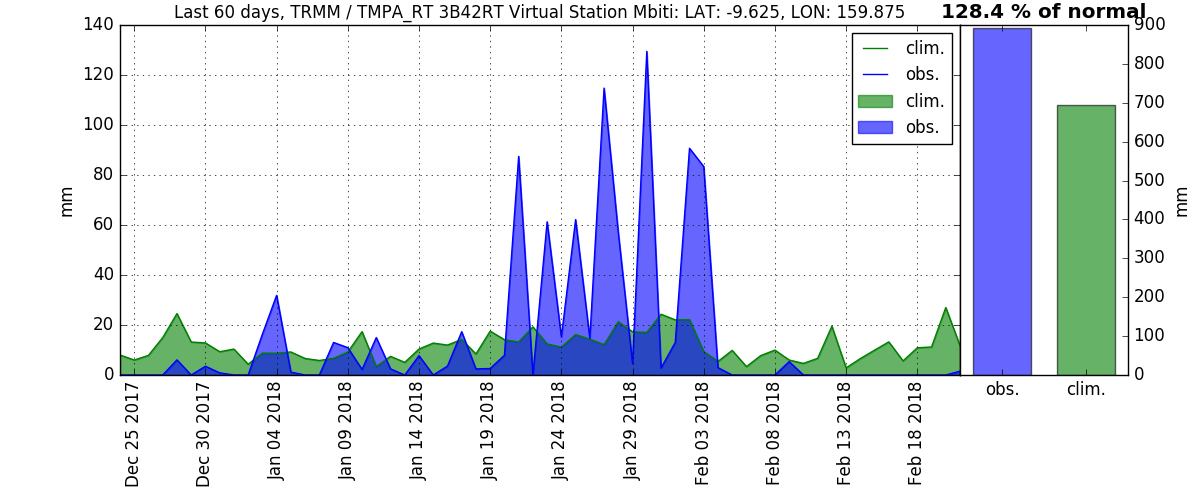 Last 60 days, TRMM / TMPA_RT 3B42RT Virtual Station Mbiti: LAT: -9.625, LON: 159.875
128.4 % of normal
140
120
100
80
60
40
20
0
mm
clim.
obs.
clim.
obs.
900
800
700
600
500
400
300
200
100
0
mm
Dec 25 2017
Dec 30 2017
Jan 04 2018
Jan 09 2018
Jan 14 2018
Jan 19 2018
Jan 24 2018
Jan 29 2018
Feb 03 2018
Feb 08 2018
Feb 13 2018
Feb 18 2018
obs.
clim.